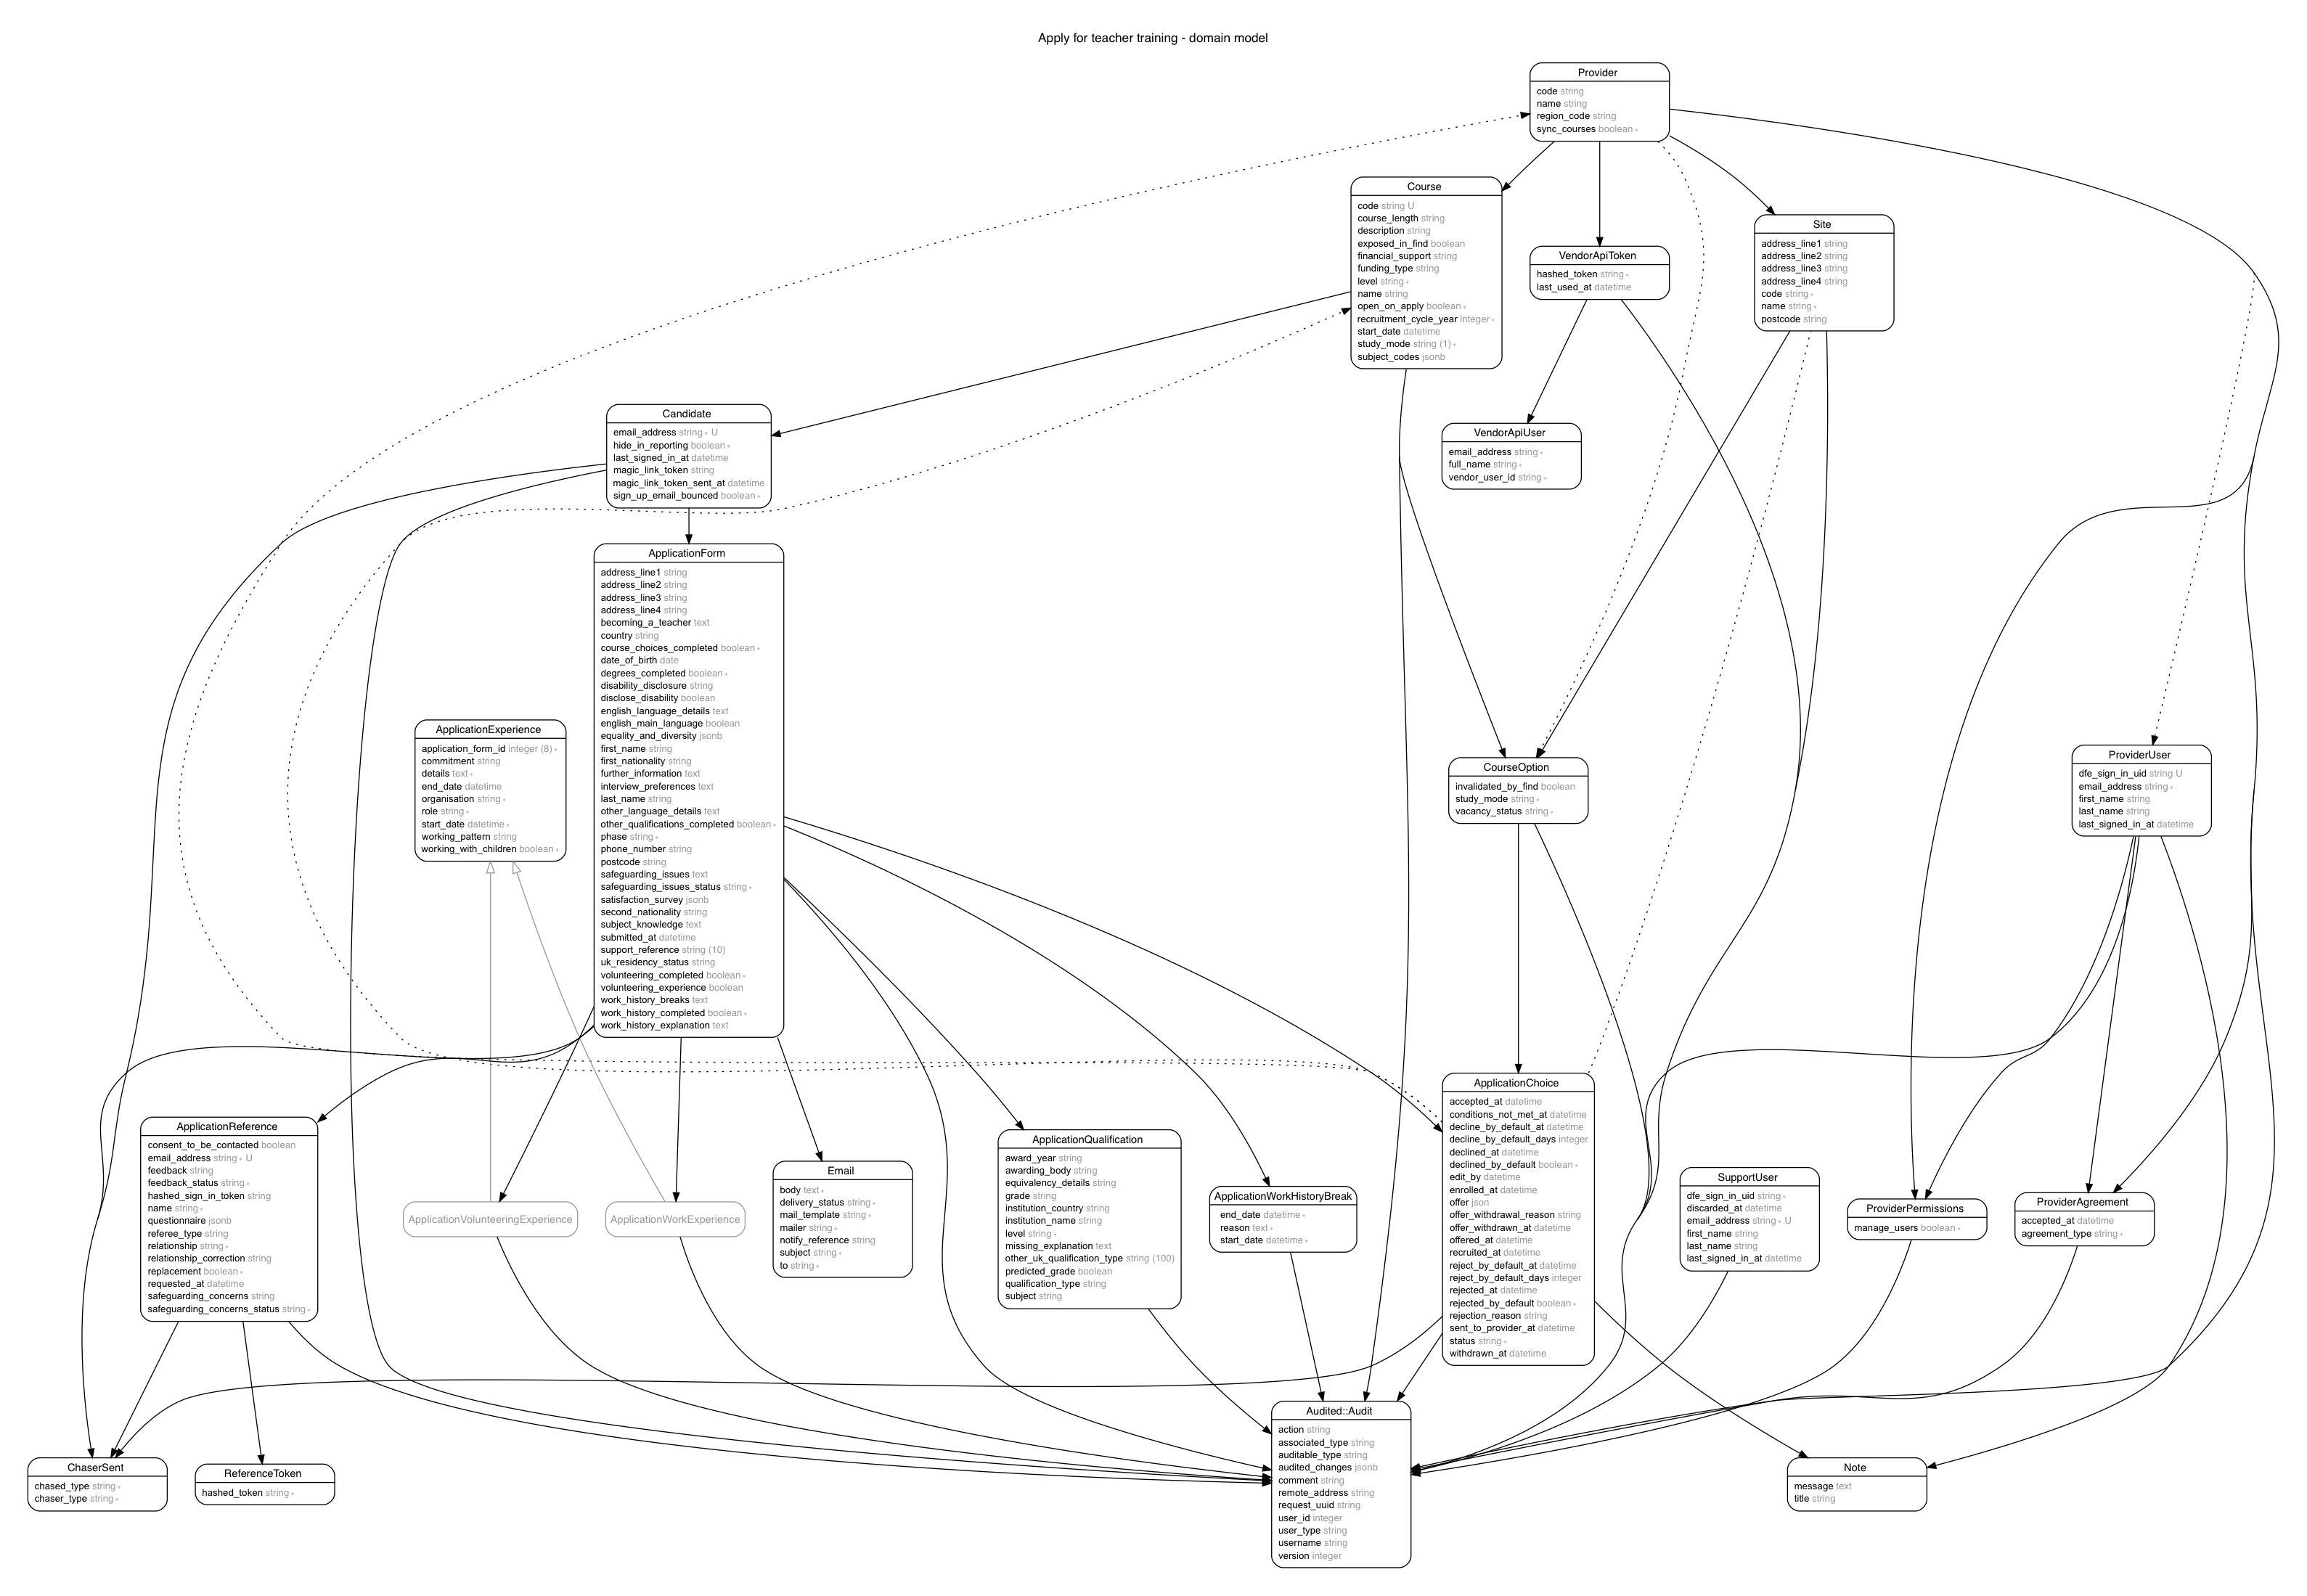 Apply for teacher training - domain model
Provider
code string
name string
region_code string
sync_courses boolean ∗
Course
code string U
course_length string
description string
exposed_in_find boolean
financial_support string
funding_type string
level string ∗
name string
open_on_apply boolean ∗
recruitment_cycle_year integer ∗
start_date datetime
study_mode string (1) ∗
subject_codes jsonb
VendorApiToken
hashed_token string ∗
last_used_at datetime
Site
address_line1 string
address_line2 string
address_line3 string
address_line4 string
code string ∗
name string ∗
postcode string
Candidate
email_address string ∗ U
hide_in_reporting boolean ∗
last_signed_in_at datetime
magic_link_token string
magic_link_token_sent_at datetime
sign_up_email_bounced boolean ∗
VendorApiUser
email_address string ∗
full_name string ∗
vendor_user_id string ∗
ApplicationForm
address_line1 string
address_line2 string
address_line3 string
address_line4 string
becoming_a_teacher text
country string
course_choices_completed boolean ∗
date_of_birth date
degrees_completed boolean ∗
disability_disclosure string
disclose_disability boolean
english_language_details text
english_main_language boolean
equality_and_diversity jsonb
first_name string
first_nationality string
further_information text
interview_preferences text
last_name string
other_language_details text
other_qualifications_completed boolean ∗
phase string ∗
phone_number string
postcode string
safeguarding_issues text
safeguarding_issues_status string ∗
satisfaction_survey jsonb
second_nationality string
subject_knowledge text
submitted_at datetime
support_reference string (10)
uk_residency_status string
volunteering_completed boolean ∗
volunteering_experience boolean
work_history_breaks text
work_history_completed boolean ∗
work_history_explanation text
ApplicationExperience
application_form_id integer (8) ∗
commitment string
details text ∗
end_date datetime
organisation string ∗
role string ∗
start_date datetime ∗
working_pattern string
working_with_children boolean ∗
CourseOption
invalidated_by_find boolean
study_mode string ∗
vacancy_status string ∗
ProviderUser
dfe_sign_in_uid string U
email_address string ∗
first_name string
last_name string
last_signed_in_at datetime
ApplicationReference
consent_to_be_contacted boolean
email_address string ∗ U
feedback string
feedback_status string ∗
hashed_sign_in_token string
name string ∗
questionnaire jsonb
referee_type string
relationship string ∗
relationship_correction string
replacement boolean ∗
requested_at datetime
safeguarding_concerns string
safeguarding_concerns_status string ∗
ApplicationVolunteeringExperience
ApplicationWorkExperience
Email
body text ∗
delivery_status string ∗
mail_template string ∗
mailer string ∗
notify_reference string
subject string ∗
to string ∗
ApplicationQualification
award_year string
awarding_body string
equivalency_details string
grade string
institution_country string
institution_name string
level string ∗
missing_explanation text
other_uk_qualification_type string (100)
predicted_grade boolean
qualification_type string
subject string
ApplicationWorkHistoryBreak
end_date datetime ∗
reason text ∗
start_date datetime ∗
ApplicationChoice
accepted_at datetime
conditions_not_met_at datetime
decline_by_default_at datetime
decline_by_default_days integer
declined_at datetime
declined_by_default boolean ∗
edit_by datetime
enrolled_at datetime
offer json
offer_withdrawal_reason string
offer_withdrawn_at datetime
offered_at datetime
recruited_at datetime
reject_by_default_at datetime
reject_by_default_days integer
rejected_at datetime
rejected_by_default boolean ∗
rejection_reason string
sent_to_provider_at datetime
status string ∗
withdrawn_at datetime
SupportUser
dfe_sign_in_uid string ∗
discarded_at datetime
email_address string ∗ U
first_name string
last_name string
last_signed_in_at datetime
ProviderPermissions
manage_users boolean ∗
ProviderAgreement
accepted_at datetime
agreement_type string ∗
ChaserSent
chased_type string ∗
chaser_type string ∗
ReferenceToken
hashed_token string ∗
Audited::Audit
action string
associated_type string
auditable_type string
audited_changes jsonb
comment string
remote_address string
request_uuid string
user_id integer
user_type string
username string
version integer
Note
message text
title string